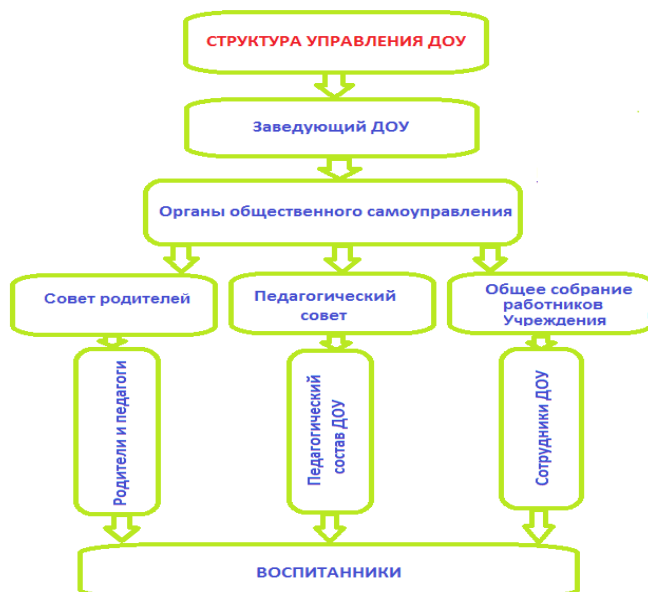 СТРУКТУРА УПРАВЛЕНИЯ ДОУ
Заведующий ДОУ
Органы общественного самоуправления
Совет родителей
Педагогический
совет
Общее собрание
работников
Учреждения
Родители и педагоги
Педагогический
состав ДОУ
Сотрудники ДОУ
ВОСПИТАННИКИ